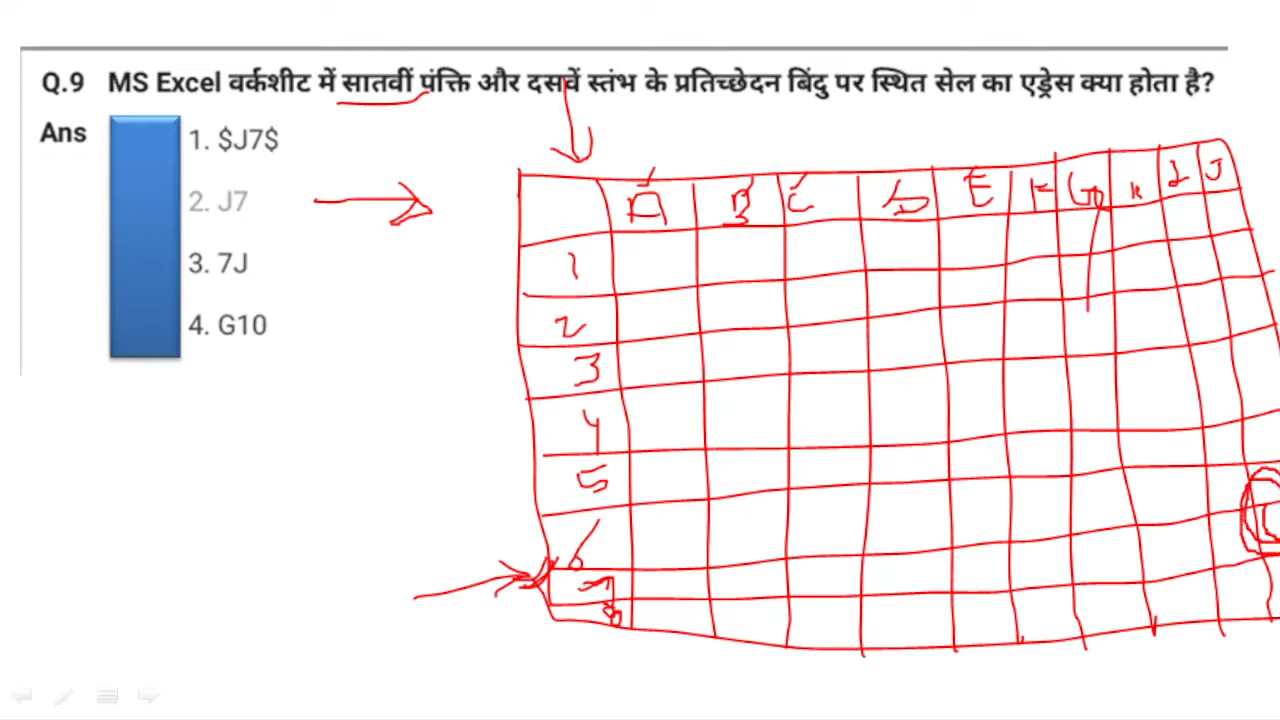 Q.9 MS Excel वर्कशीट में सातवीं पंक्ति और दसवें स्तंभ के प्रतिच्छेदन बिंदु पर स्थित सेल का एड्रेस क्या होता है?
Ans 1. $J7$
2. J7
3. 7J
4. G10
A B C D E F G H I J
1
2
3
4
5
6
7
8